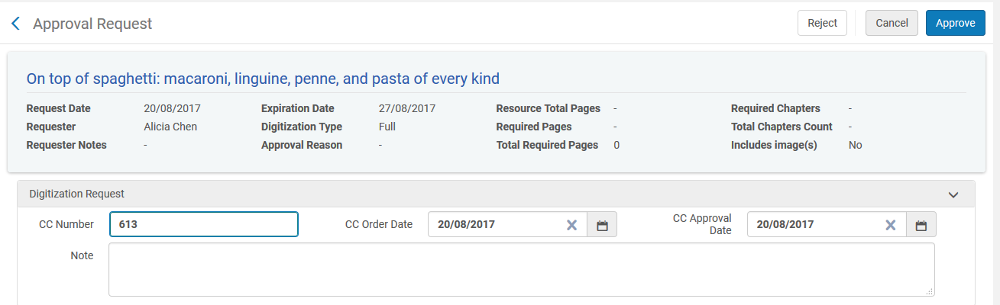 Approval Request Reject Cancel Approve
On top of spaghetti: macaroni, linguine, penne, and pasta of every kind
Request Date 20/08/2017 Expiration Date 27/08/2017 Resource Total Pages - Required Chapters -
Requester Alicia Chen Digitization Type Full Required Pages - Total Chapters Count -
Requester Notes - Approval Reason - Total Required Pages 0 Includes image(s) No
Digitization Request
CC Number 613 CC Order Date 20/08/2017 CC Approval Date 20/08/2017
Note